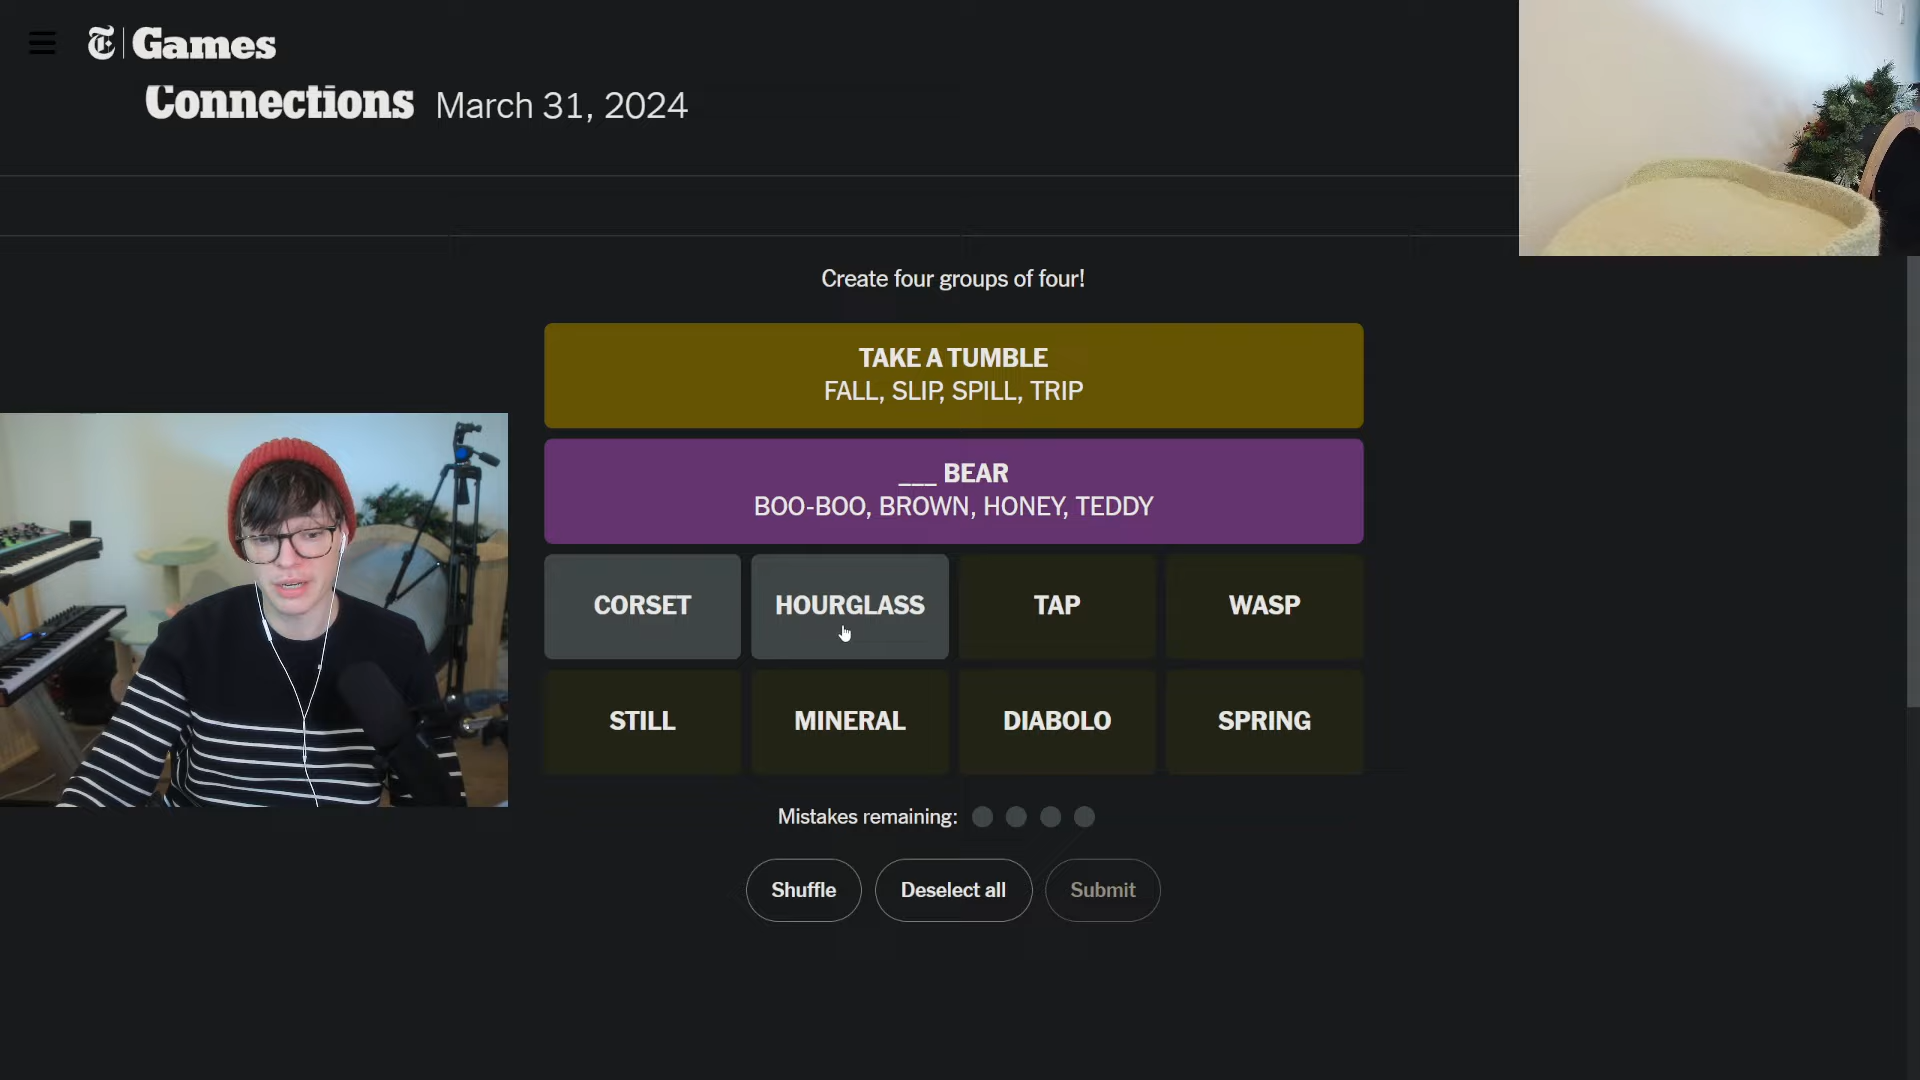 Games
Connections March 31, 2024
Create four groups of four!
TAKE A TUMBLE
FALL, SLIP, SPILL, TRIP
___ BEAR
BOO-BOO, BROWN, HONEY, TEDDY
CORSET HOURGLASS TAP WASP
STILL MINERAL DIABOLO SPRING
Mistakes remaining:
Shuffle Deselect all Submit